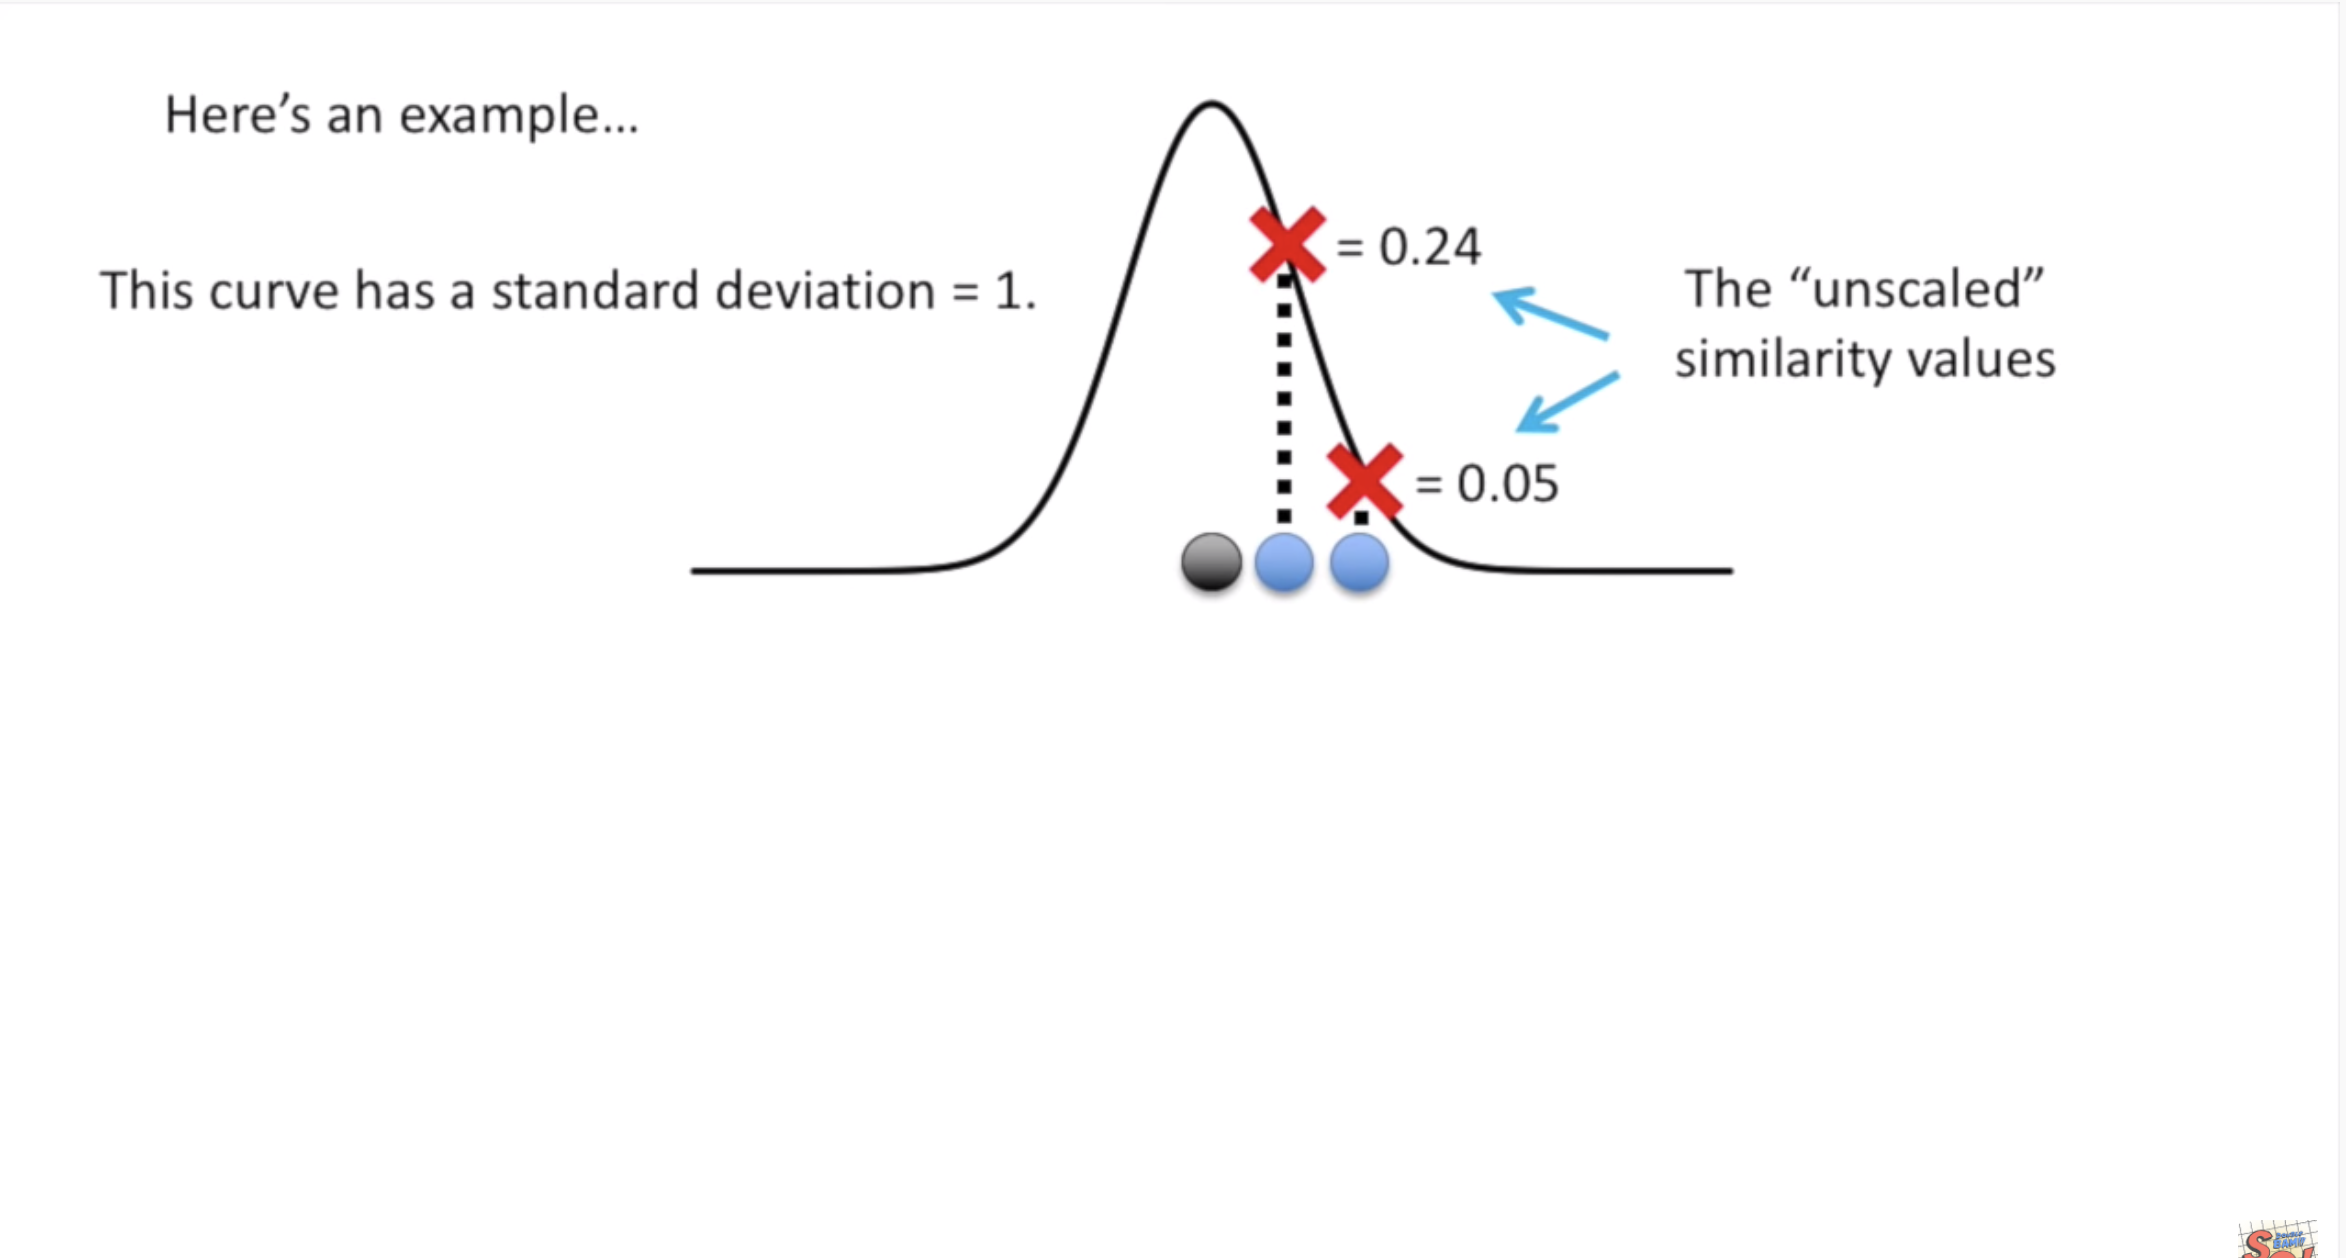 Here’s an example...
This curve has a standard deviation = 1.
= 0.24
The “unscaled”
similarity values
= 0.05